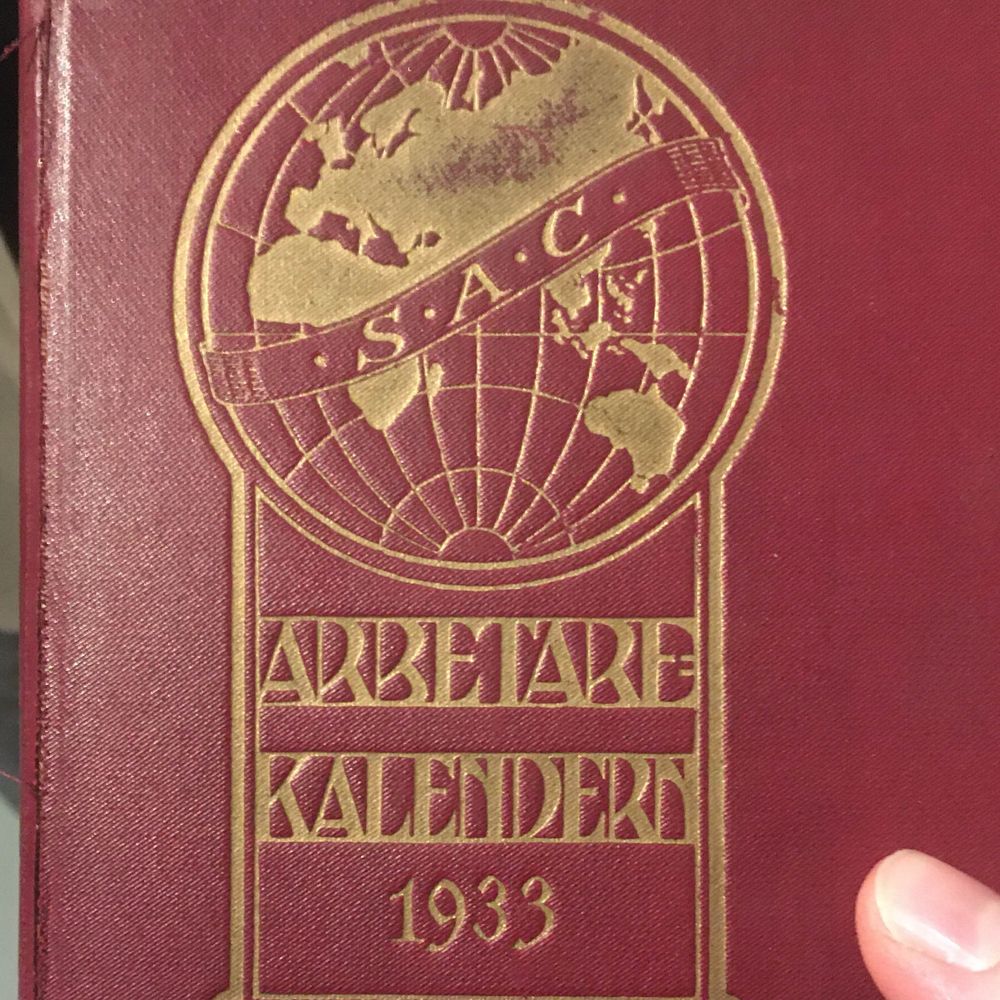 · S · A · C ·
ARBETARE=
KALENDERN
1933